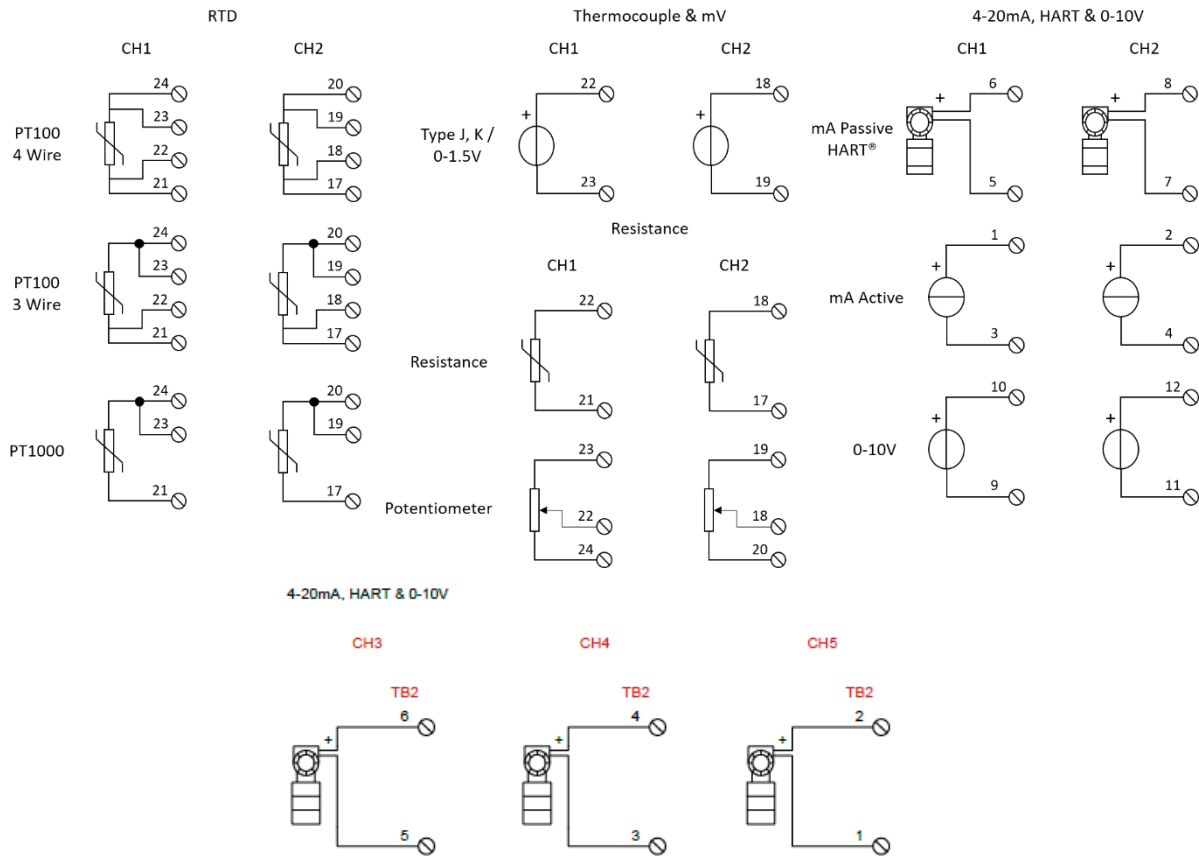 RTD
CH1 CH2
PT100
4 Wire
24
23
22
21
20
19
18
17
PT100
3 Wire
24
23
22
21
20
19
18
17
PT1000
24
23
21
20
19
17
Thermocouple & mV
CH1 CH2
Type J, K /
0-1.5V
22
+
23
18
+
19
Resistance
CH1 CH2
Resistance
22
21
18
17
Potentiometer
23
22
24
19
18
20
4-20mA, HART & 0-10V
CH1 CH2
mA Passive
HART®
6
+
5
8
+
7
mA Active
1
+
3
2
+
4
0-10V
10
+
9
12
+
11
4-20mA, HART & 0-10V
CH3 CH4 CH5
TB2 TB2 TB2
6 4 2
+ + +
5 3 1